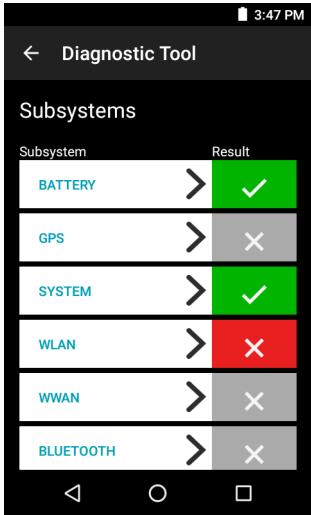 3:47 PM
Diagnostic Tool
Subsystems
Subsystem Result
BATTERY
GPS
SYSTEM
WLAN
WWAN
BLUETOOTH